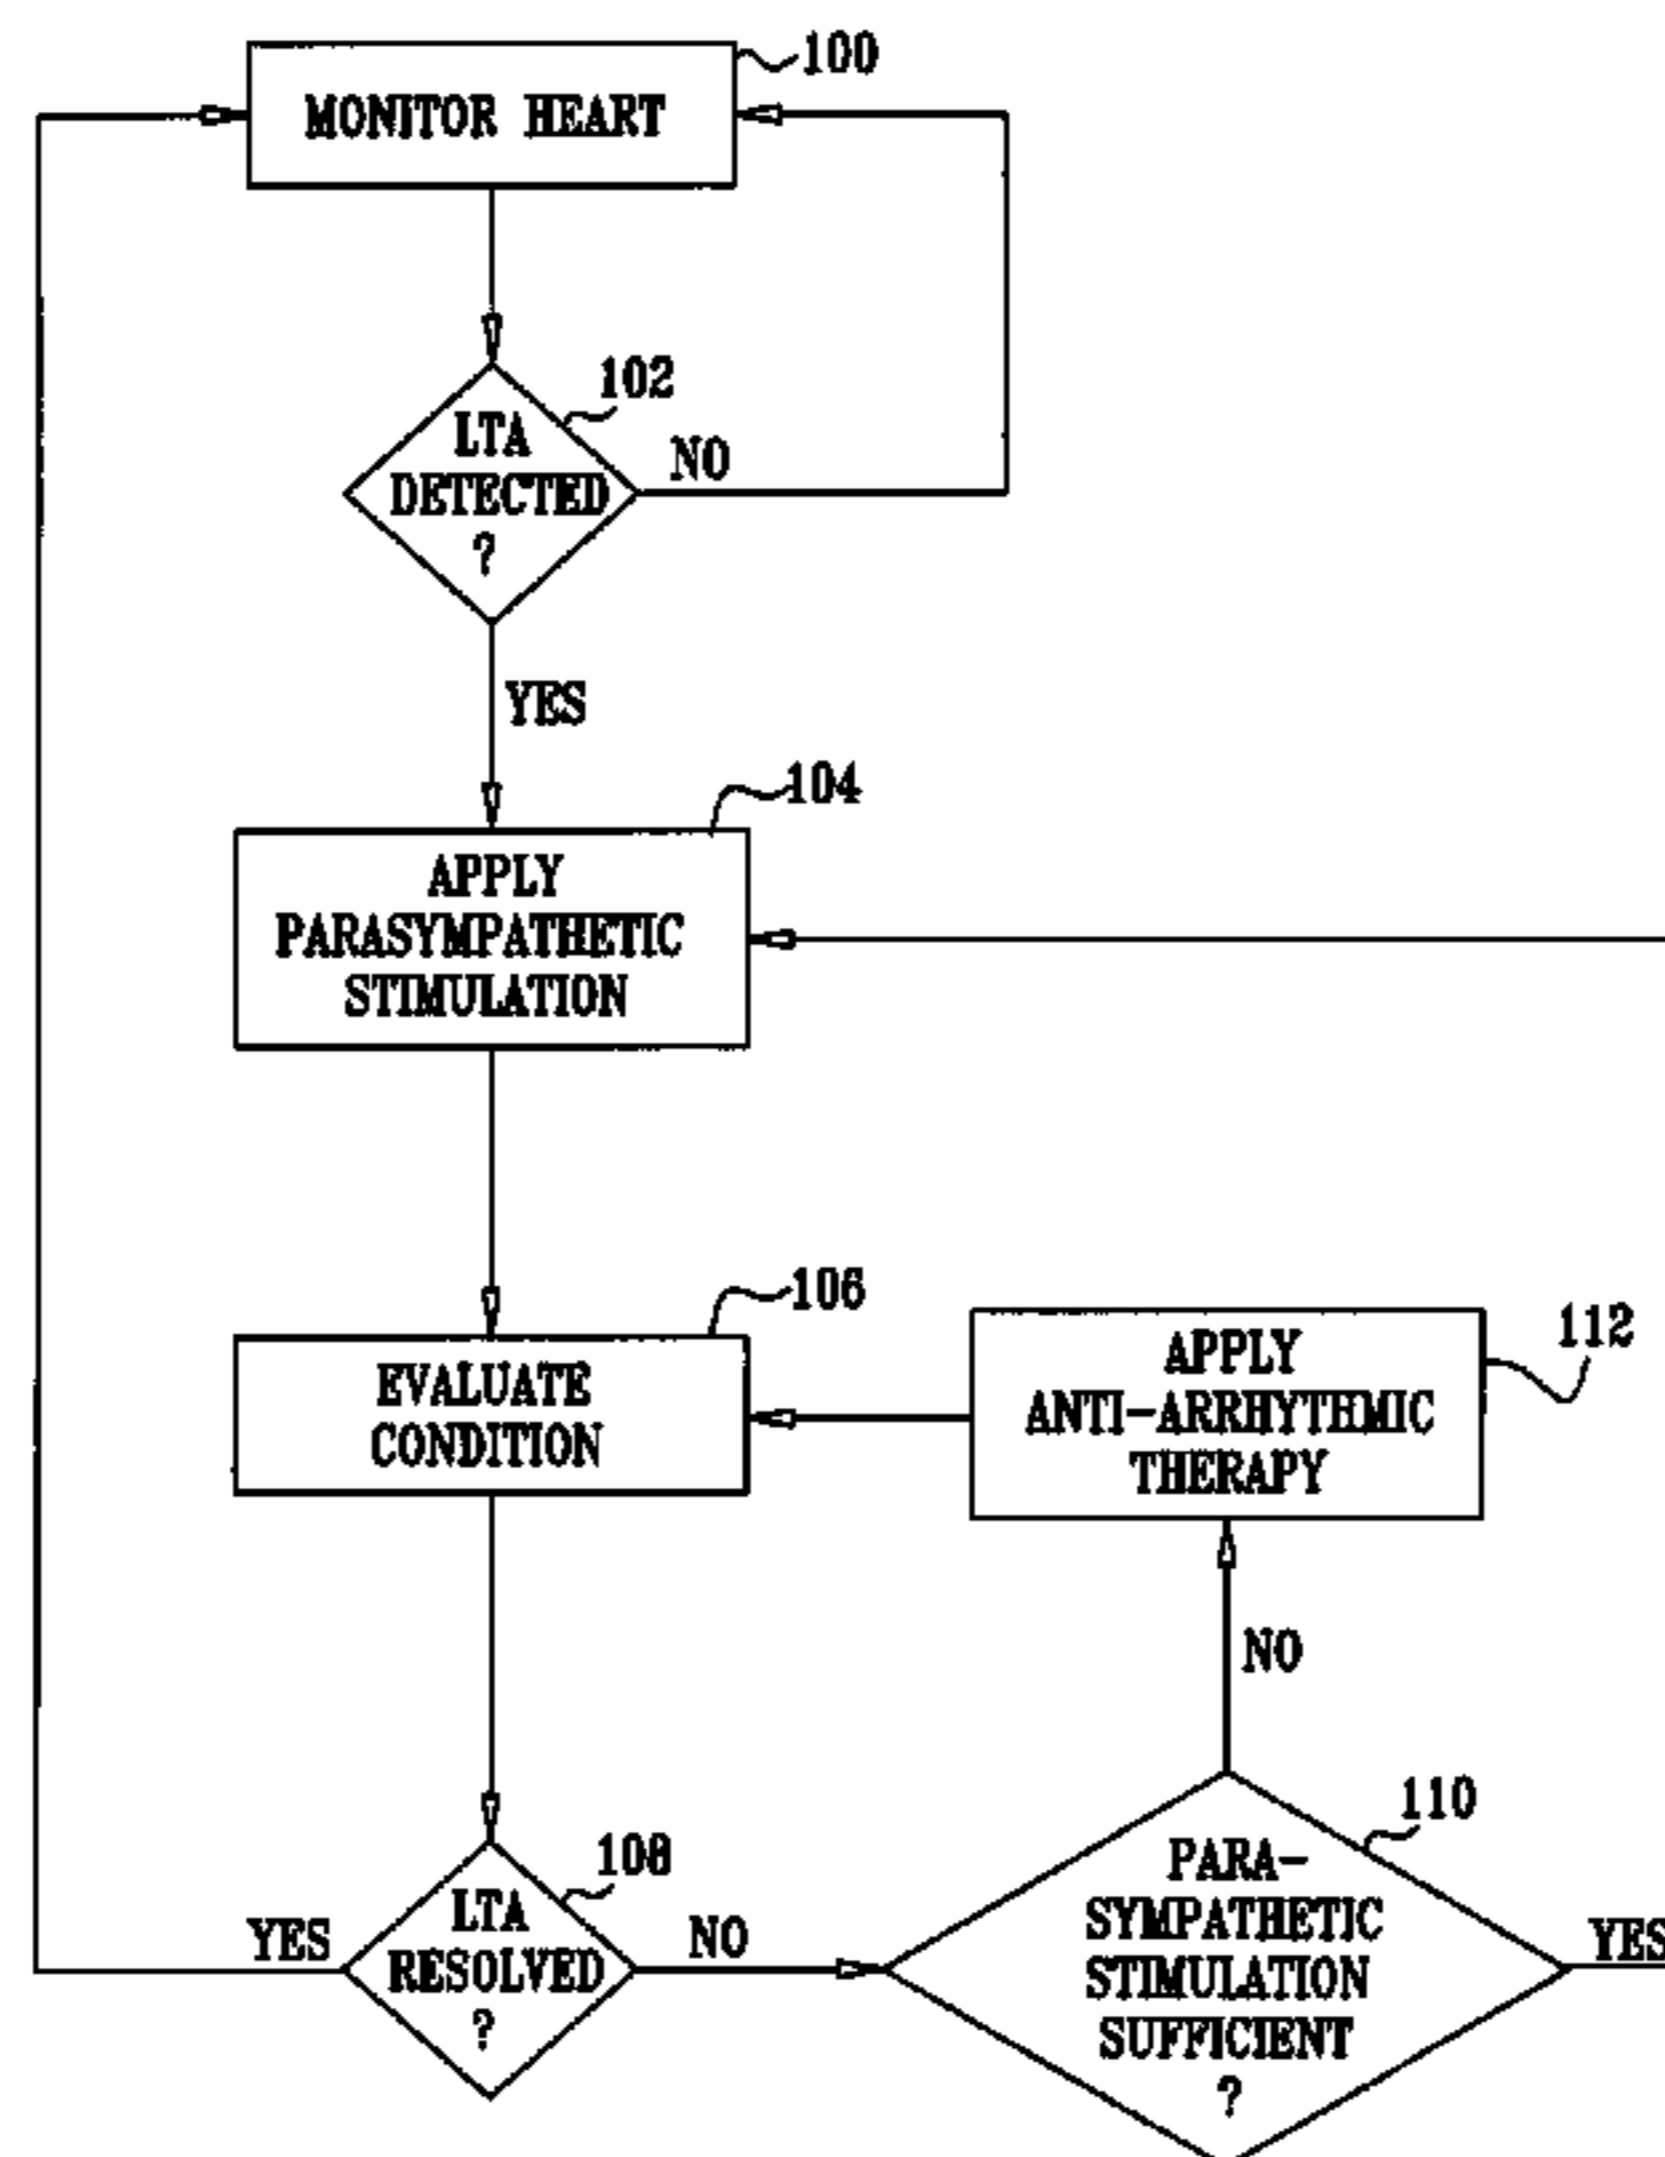 100
MONITOR HEART
102
LTA
DETECTED
?
NO
YES
104
APPLY
PARASYMPATHETIC
STIMULATION
106
EVALUATE
CONDITION
112
APPLY
ANTI-ARRHYTHMIC
THERAPY
NO
108
LTA
RESOLVED
?
YES
NO
110
PARA-
SYMPATHETIC
STIMULATION
SUFFICIENT
?
YES